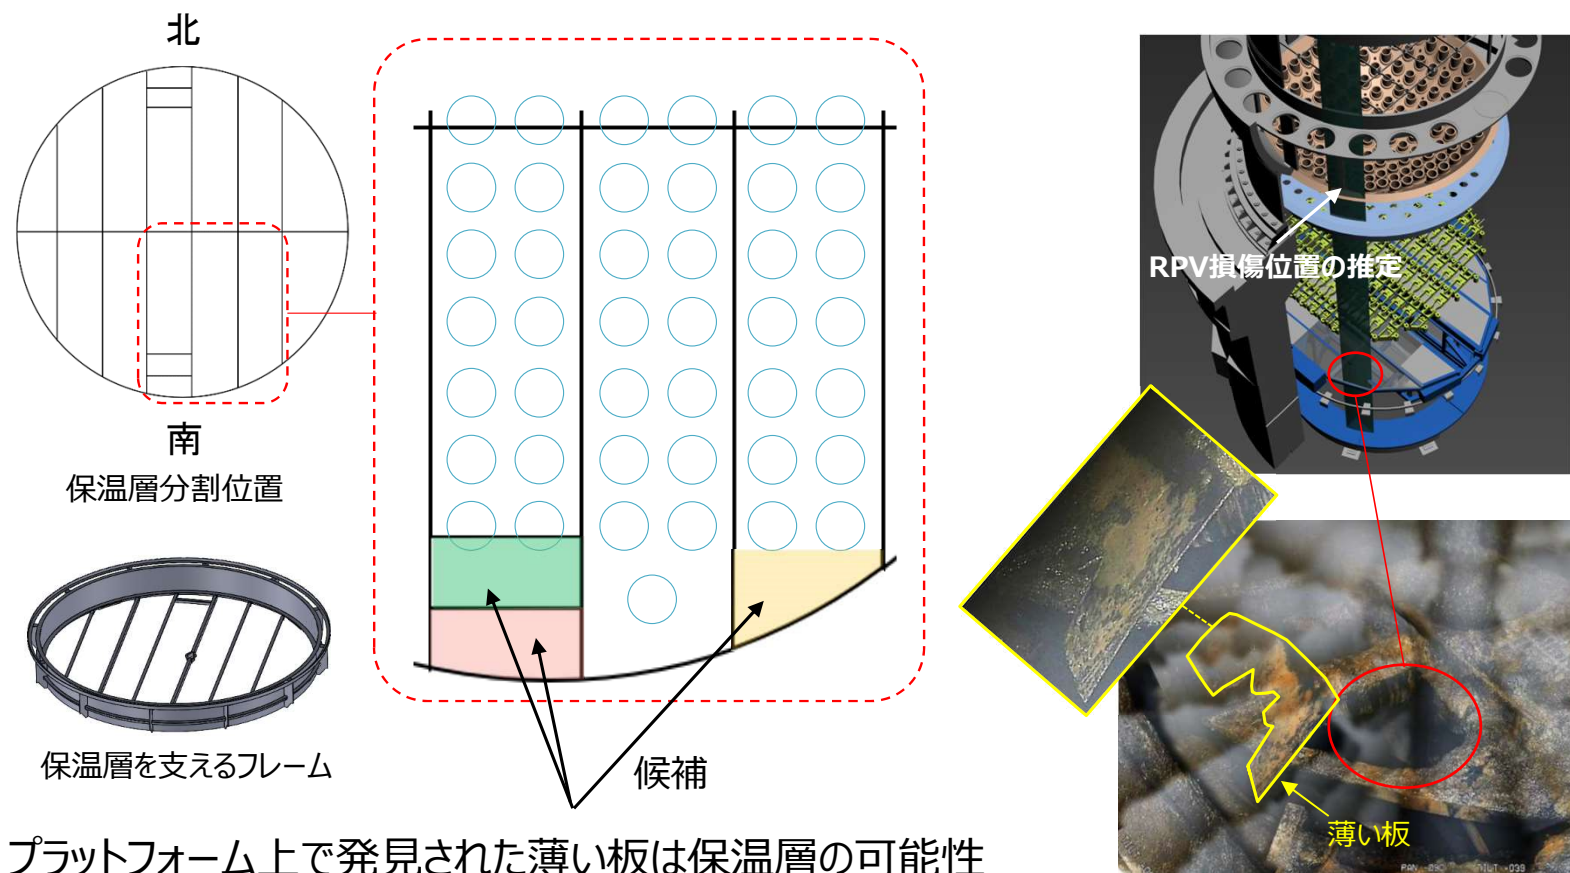 北
南
保温層分割位置
保温層を支えるフレーム
候補
RPV損傷位置の推定
薄い板
プラットフォーム上で発見された薄い板は保温層の可能性